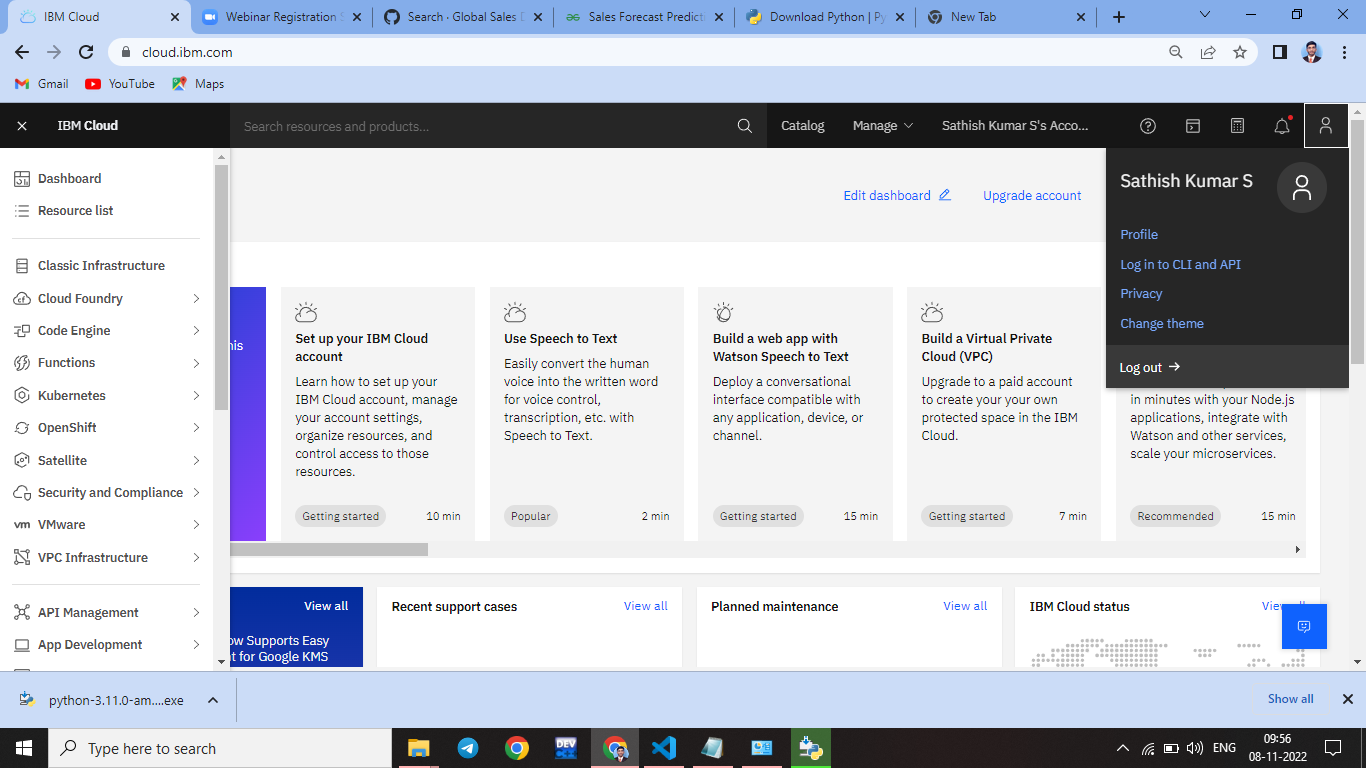 IBM Cloud
Webinar Registration
Search · Global Sales
Sales Forecast Predict
Download Python | Py
New Tab
cloud.ibm.com
Gmail
YouTube
Maps
IBM Cloud
Search resources and products...
Catalog
Manage
Sathish Kumar S's Acco...
Sathish Kumar S
Profile
Log in to CLI and API
Privacy
Change theme
Log out
Dashboard
Resource list
Classic Infrastructure
Cloud Foundry
Code Engine
Functions
Kubernetes
OpenShift
Satellite
Security and Compliance
vm VMware
VPC Infrastructure
API Management
App Development
Edit dashboard
Upgrade account
his
Set up your IBM Cloud
account
Learn how to set up your
IBM Cloud account, manage
your account settings,
organize resources, and
control access to those
resources.
Getting started
10 min
Use Speech to Text
Easily convert the human
voice into the written word
for voice control,
transcription, etc. with
Speech to Text.
Popular
2 min
Build a web app with
Watson Speech to Text
Deploy a conversational
interface compatible with
any application, device, or
channel.
Getting started
15 min
Build a Virtual Private
Cloud (VPC)
Upgrade to a paid account
to create your your own
protected space in the IBM
Cloud.
Getting started
7 min
in minutes with your Node.js
applications, integrate with
Watson and other services,
scale your microservices.
Recommended
15 min
View all
ow Supports Easy
t for Google KMS
Recent support cases
View all
Planned maintenance
View all
IBM Cloud status
python-3.11.0-am....exe
Show all
Type here to search
DEV
ENG
09:56
08-11-2022